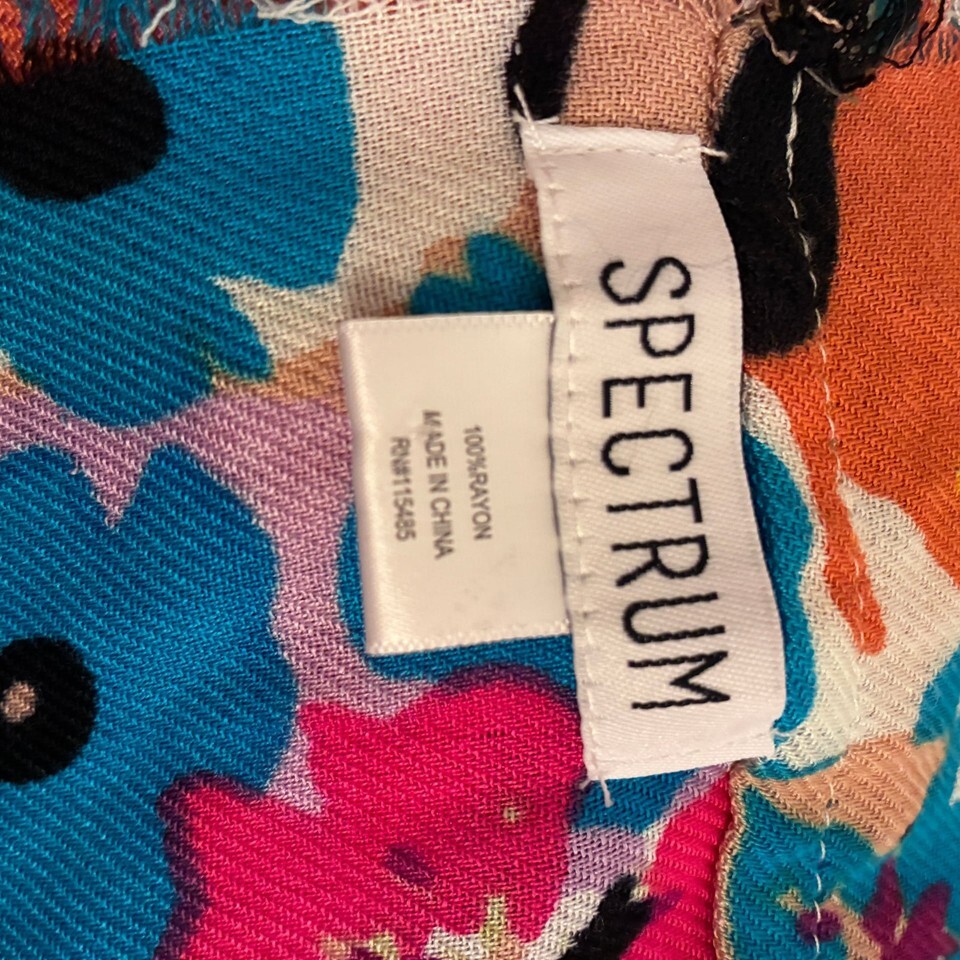 SPECTRUM
100%RAYON
MADE IN CHINA
RN#115485